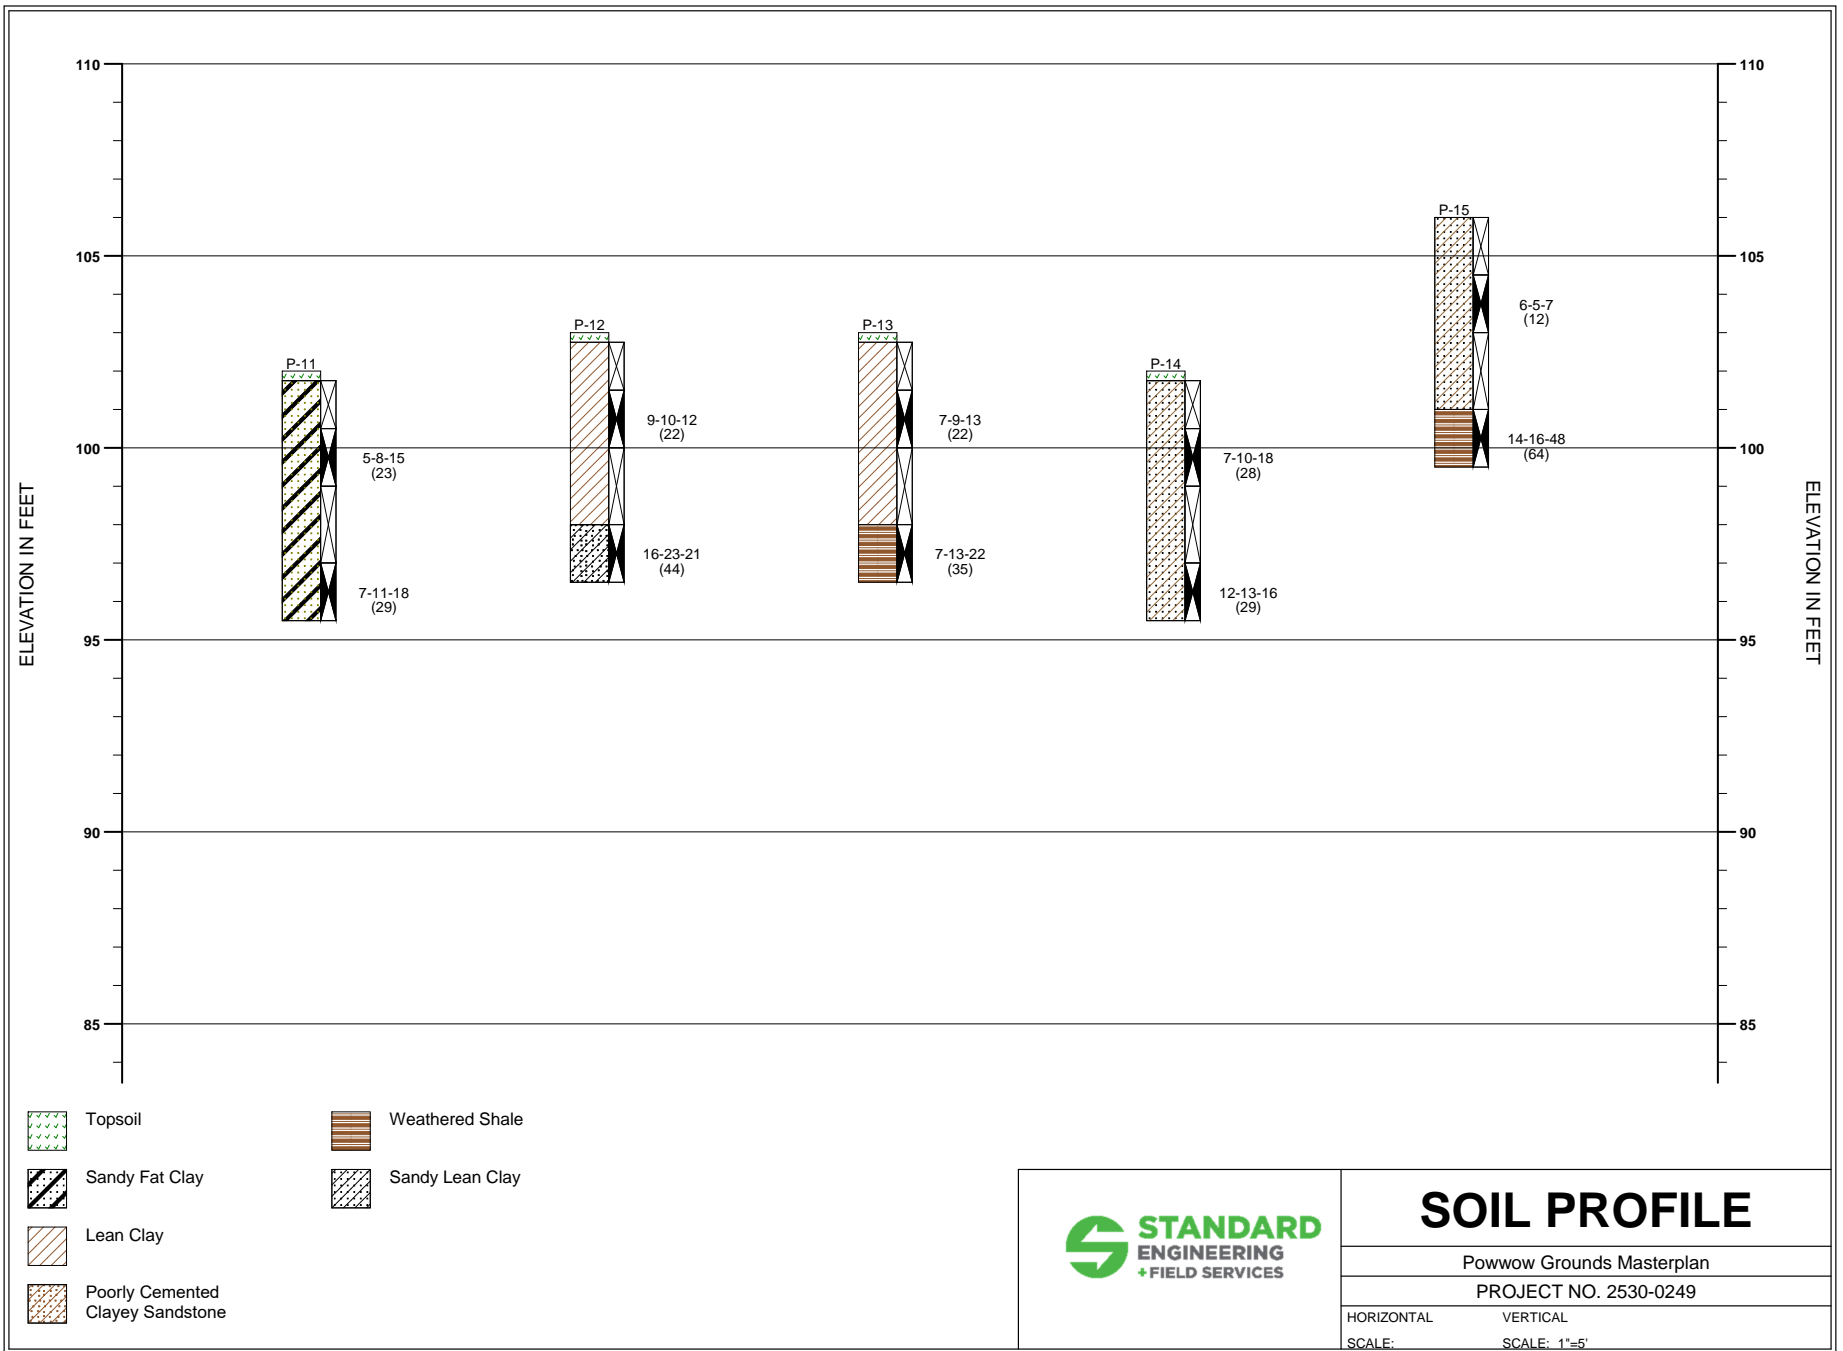 110
110
P-15
105
105
6-5-7
(12)
P-12
P-13
P-11
P-14
9-10-12
(22)
7-9-13
(22)
14-16-48
(64)
100
100
5-8-15
(23)
7-10-18
(28)
ELEVATION IN FEET
ELEVATION IN FEET
16-23-21
(44)
7-13-22
(35)
7-11-18
(29)
12-13-16
(29)
95
95
90
90
85
85
Topsoil
Weathered Shale
Sandy Fat Clay
Sandy Lean Clay
Lean Clay
Poorly Cemented
Clayey Sandstone
STANDARD
ENGINEERING
+FIELD SERVICES
SOIL PROFILE
Powwow Grounds Masterplan
PROJECT NO. 2530-0249
HORIZONTAL VERTICAL
SCALE: SCALE: 1"=5'